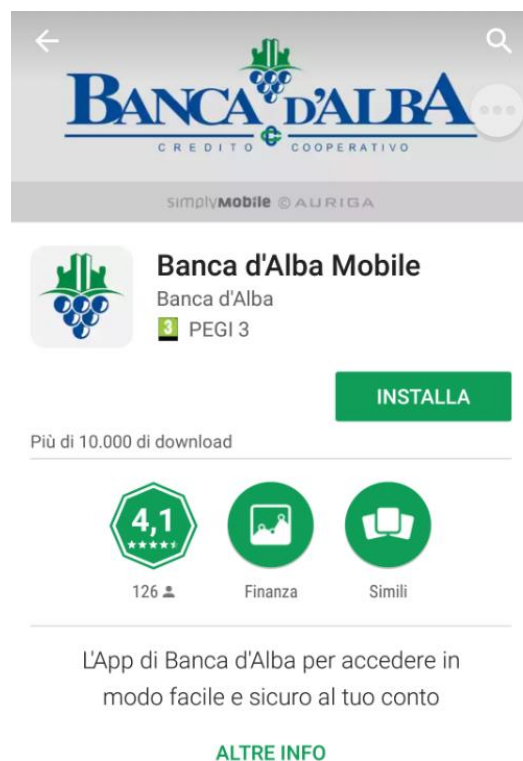 BANCA D'ALBA
CREDITO COOPERATIVO
simplyMobile © AURIGA
Banca d'Alba Mobile
Banca d'Alba
3 PEGI 3
INSTALLA
Più di 10.000 di download
4,1
126
Finanza
Simili
L'App di Banca d'Alba per accedere in
modo facile e sicuro al tuo conto
ALTRE INFO